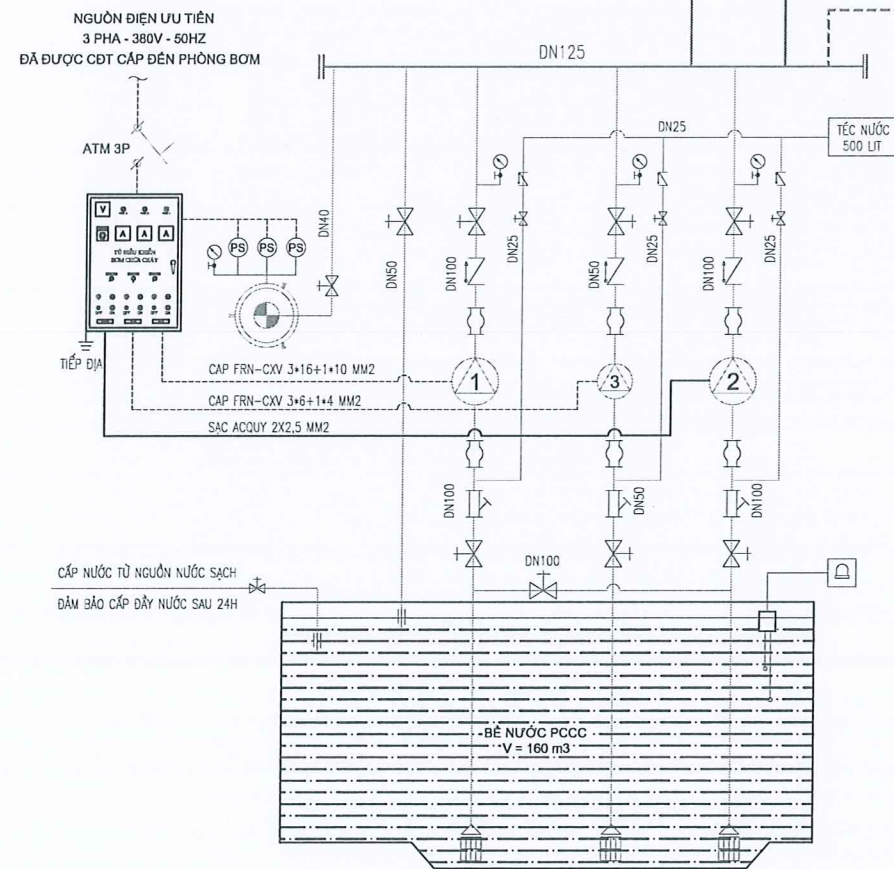 NGUỒN ĐIỆN ƯU TIÊN
3 PHA - 380V - 50HZ
ĐÃ ĐƯỢC CĐT CẤP ĐẾN PHÒNG BƠM
DN125
DN25
TÉC NƯỚC
500 LIT
ATM 3P
V
A A A
PS PS PS
DN40
DN50
DN25
DN25
DN25
DN100
DN50
DN100
TIẾP ĐỊA
CAP FRN-CXV 3*16+1*10 MM2
1
3
2
CAP FRN-CXV 3*6+1*4 MM2
SẠC ACQUY 2X2,5 MM2
DN100
DN50
DN100
DN100
CẤP NƯỚC TỪ NGUỒN NƯỚC SẠCH
ĐẢM BẢO CẤP ĐẦY NƯỚC SAU 24H
BỂ NƯỚC PCCC
V = 160 m3